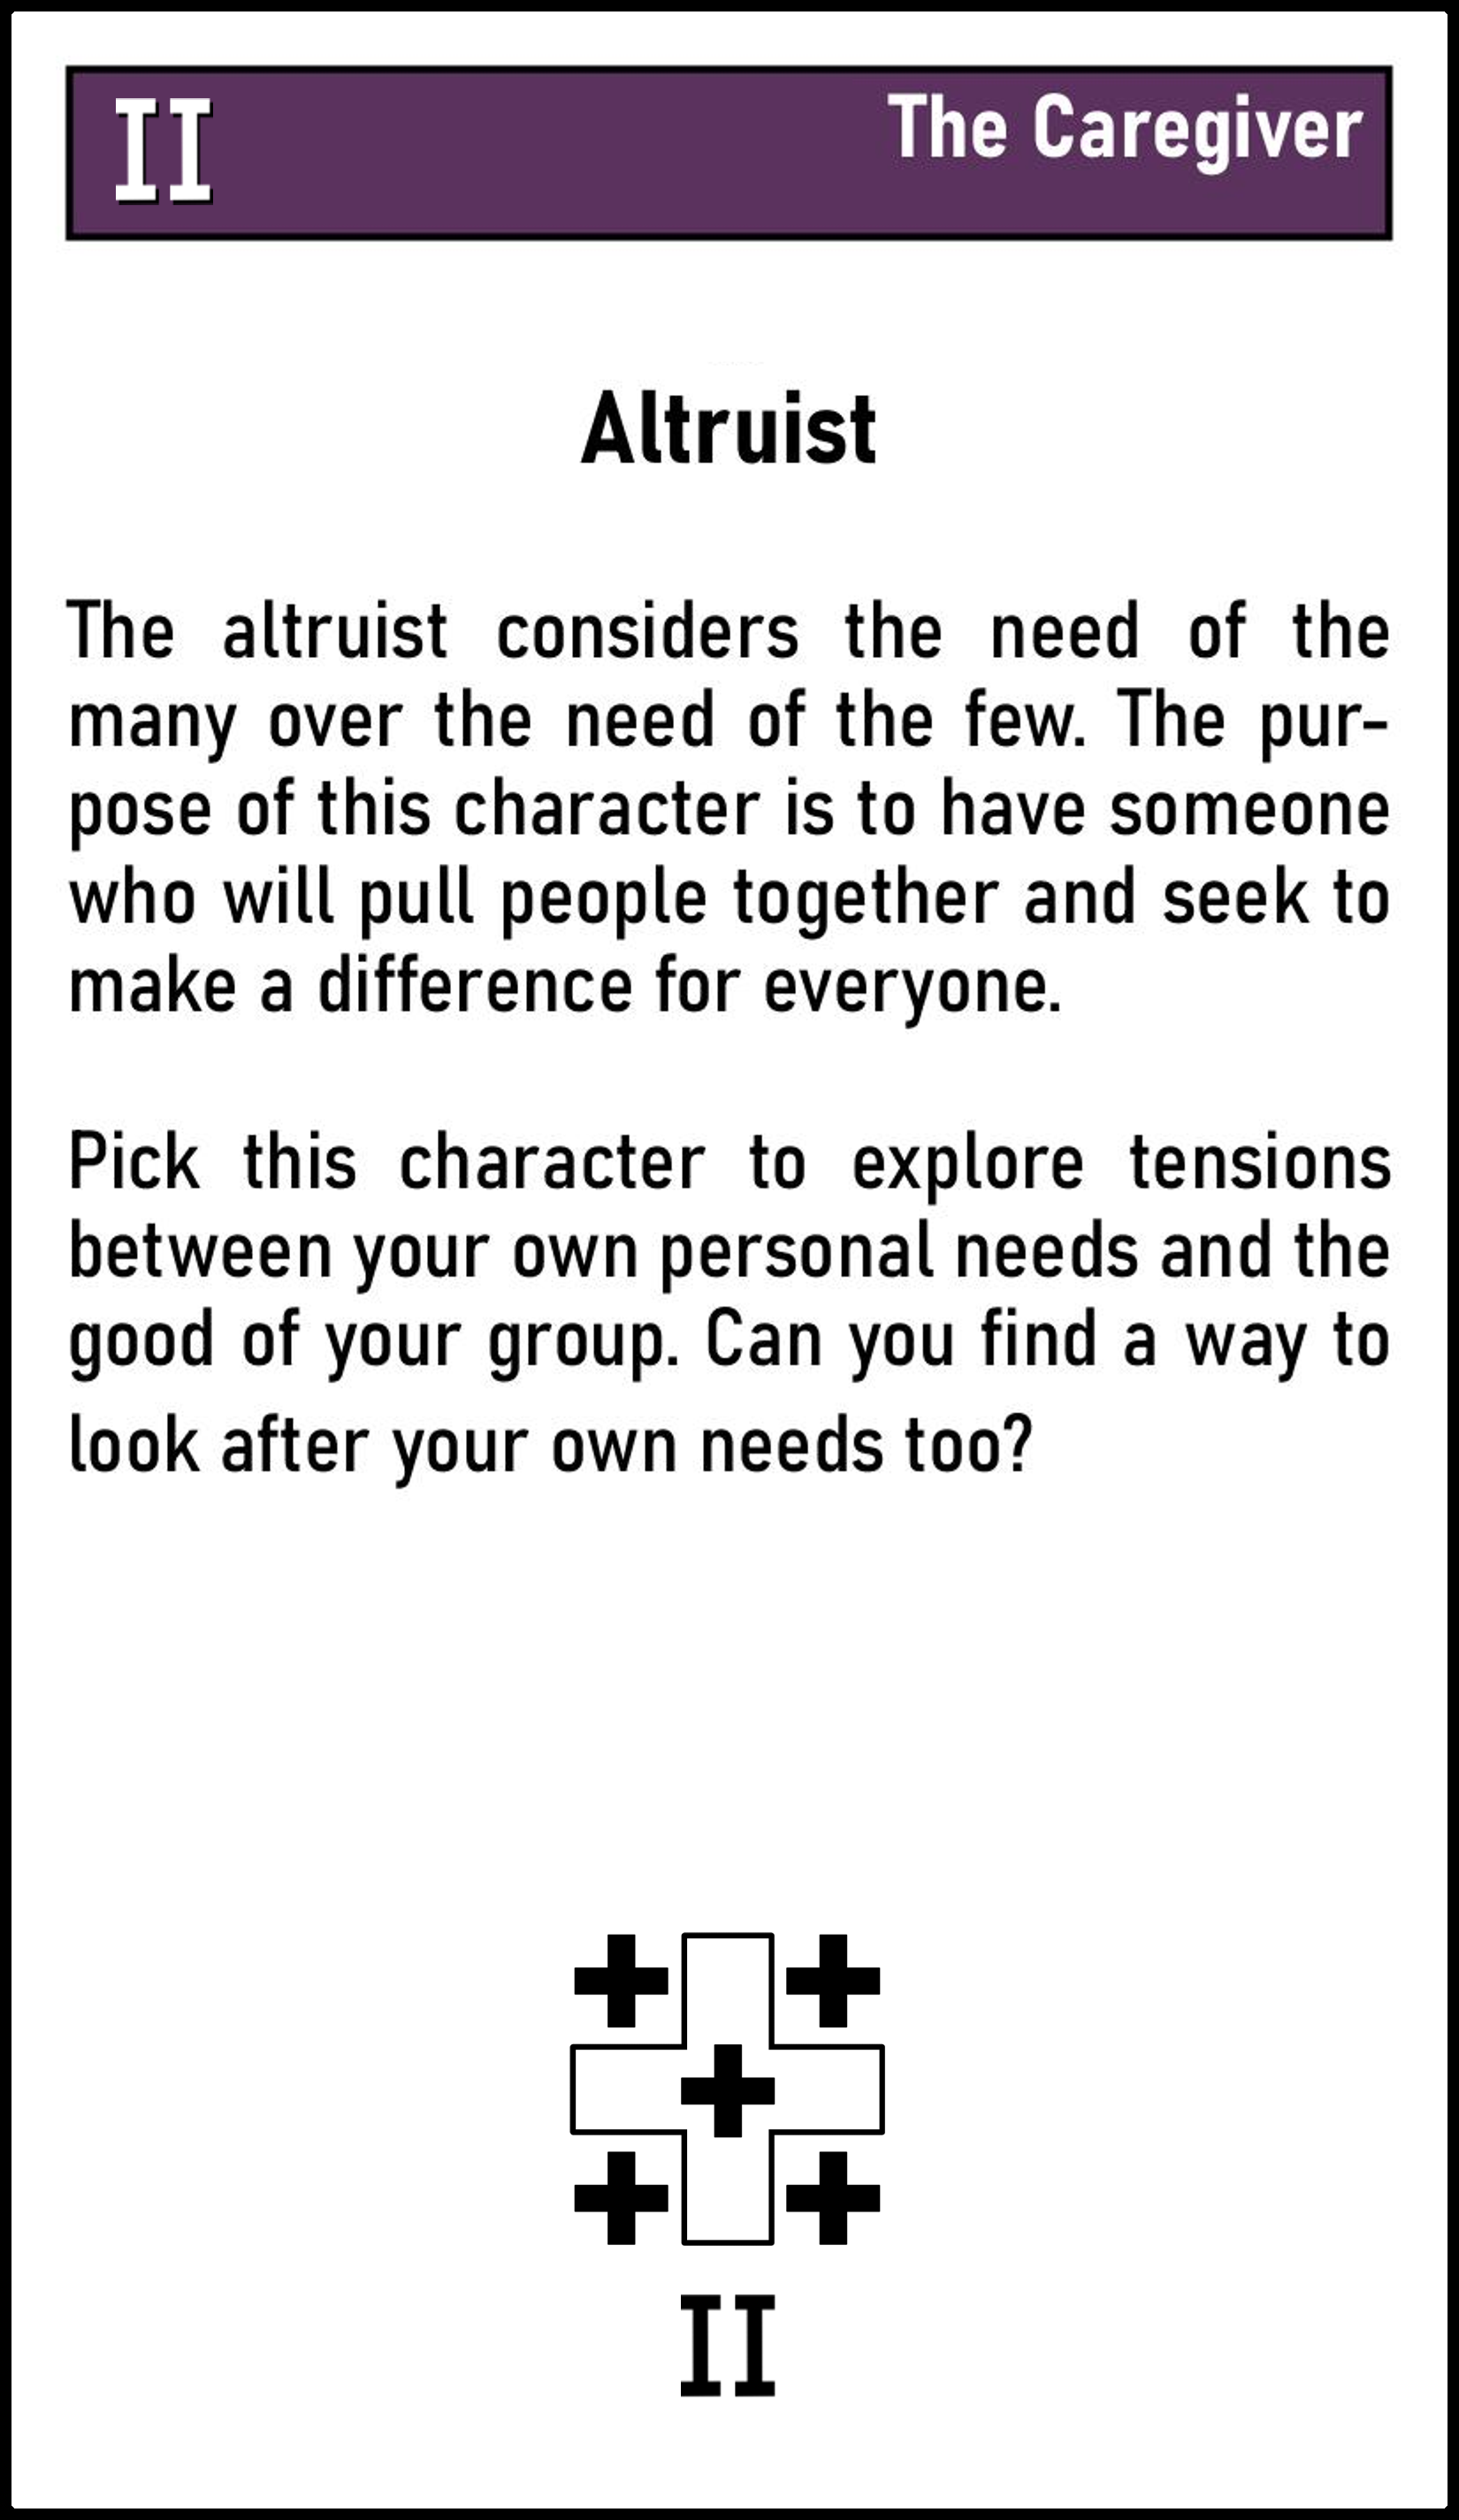 II
The Caregiver
Altruist
The altruist considers the need of the
many over the need of the few. The pur-
pose of this character is to have someone
who will pull people together and seek to
make a difference for everyone.
Pick this character to explore tensions
between your own personal needs and the
good of your group. Can you find a way to
look after your own needs too?
II